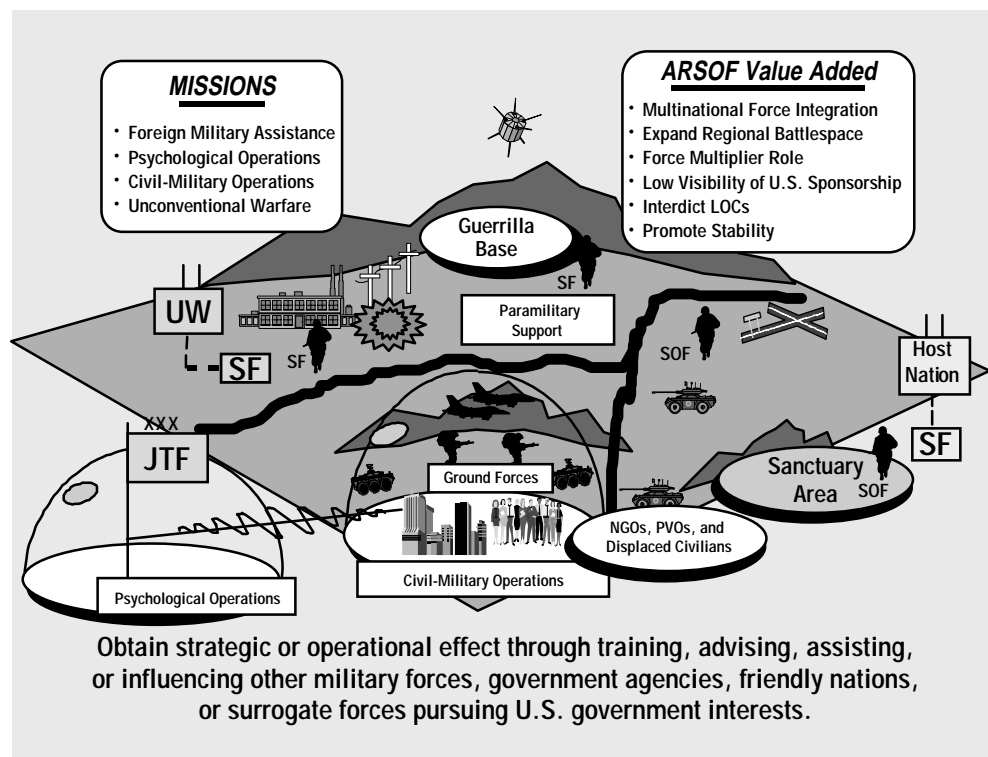 MISSIONS
• Foreign Military Assistance
• Psychological Operations
• Civil-Military Operations
• Unconventional Warfare
ARSOF Value Added
• Multinational Force Integration
• Expand Regional Battlespace
• Force Multiplier Role
• Low Visibility of U.S. Sponsorship
• Interdict LOCs
• Promote Stability
Guerrilla
Base
SF
UW
SF
SF
Paramilitary
Support
SOF
Host
Nation
SF
XXX
JTF
Ground Forces
Sanctuary
Area
SOF
NGOs, PVOs, and
Displaced Civilians
Civil-Military Operations
Psychological Operations
Obtain strategic or operational effect through training, advising, assisting,
or influencing other military forces, government agencies, friendly nations,
or surrogate forces pursuing U.S. government interests.